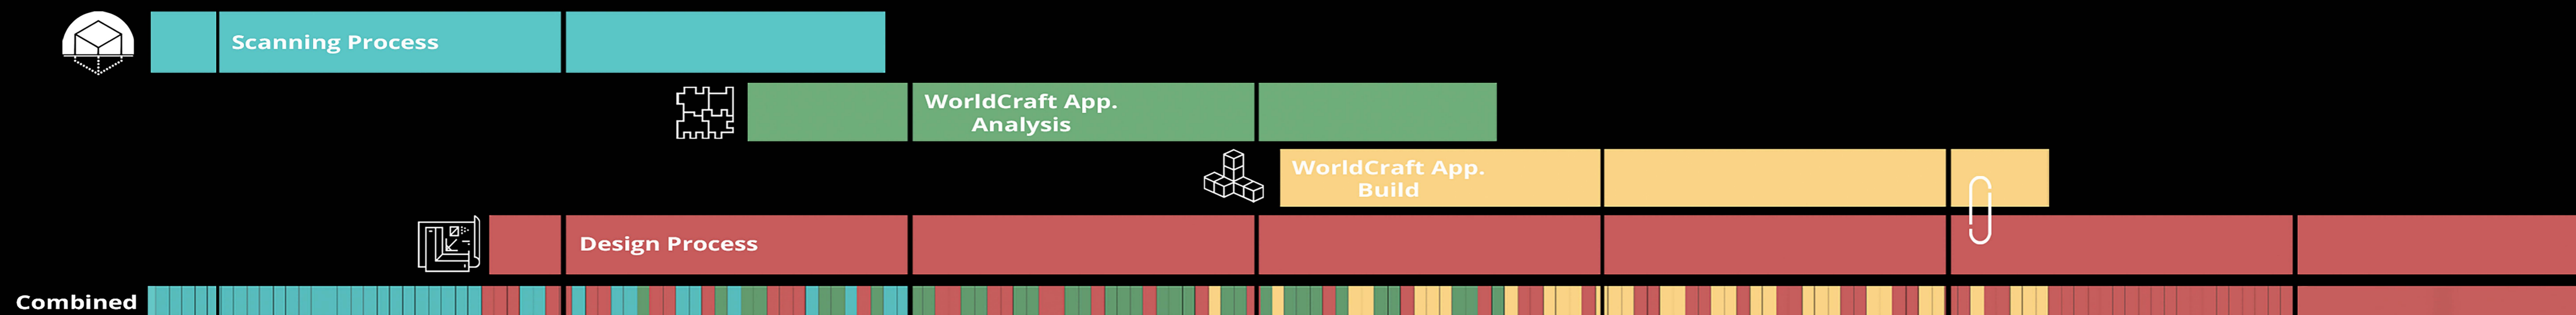 Scanning Process
WorldCraft App.
Analysis
WorldCraft App.
Build
Design Process
Combined